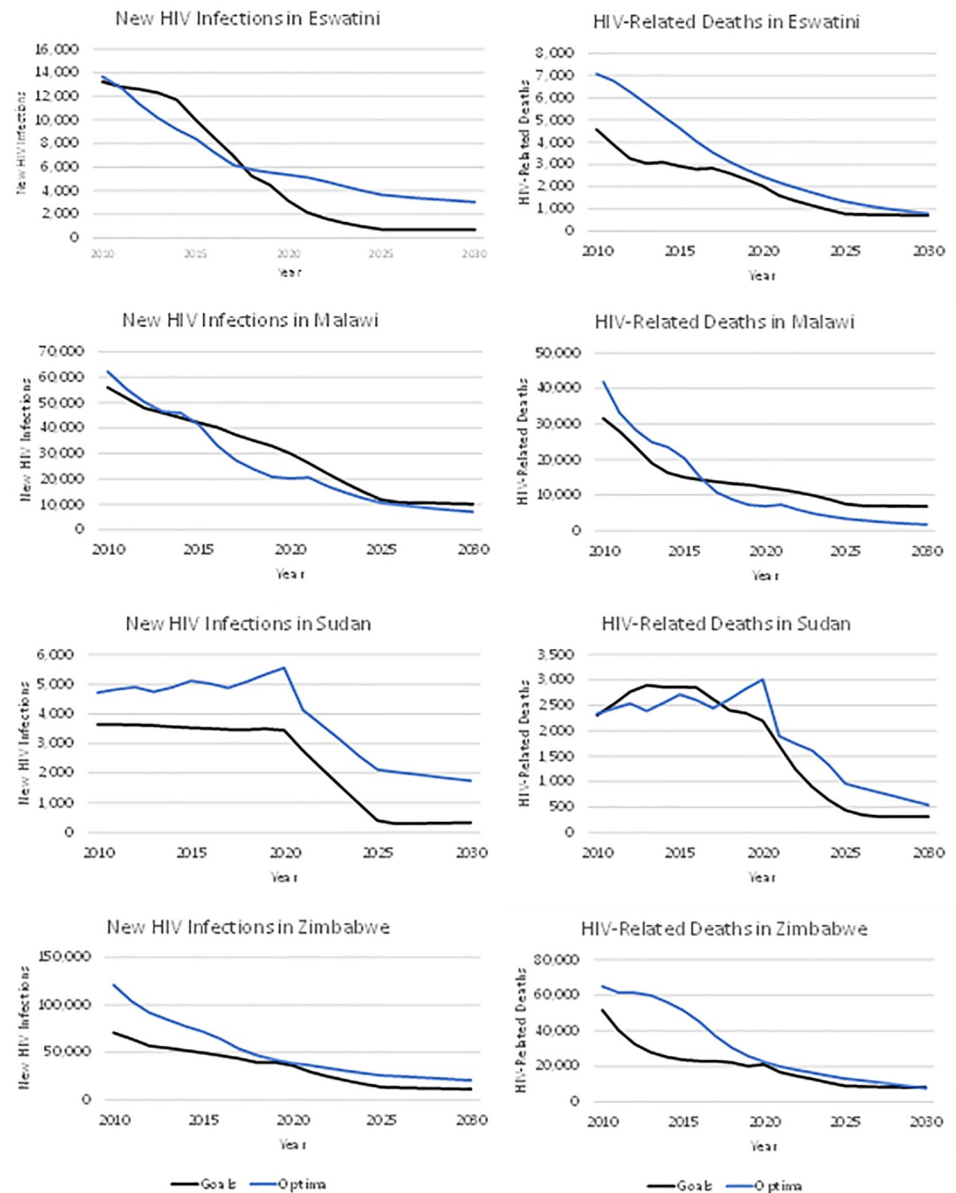 New HIV Infections in Eswatini
New HIV Infections
16,000
14,000
12,000
10,000
8,000
6,000
4,000
2,000
0
2010 2015 2020 2025 2030
Year
HIV-Related Deaths in Eswatini
HIV-Related Deaths
8,000
7,000
6,000
5,000
4,000
3,000
2,000
1,000
0
2010 2015 2020 2025 2030
Year
New HIV Infections in Malawi
New HIV Infections
70,000
60,000
50,000
40,000
30,000
20,000
10,000
0
2010 2015 2020 2025 2030
Year
HIV-Related Deaths in Malawi
HIV-Related Deaths
50,000
40,000
30,000
20,000
10,000
0
2010 2015 2020 2025 2030
Year
New HIV Infections in Sudan
New HIV Infections
6,000
5,000
4,000
3,000
2,000
1,000
0
2010 2015 2020 2025 2030
Year
HIV-Related Deaths in Sudan
HIV-Related Deaths
3,500
3,000
2,500
2,000
1,500
1,000
500
0
2010 2015 2020 2025 2030
Year
New HIV Infections in Zimbabwe
New HIV Infections
150,000
100,000
50,000
0
2010 2015 2020 2025 2030
Year
Goals Optima
HIV-Related Deaths in Zimbabwe
HIV-Related Deaths
80,000
60,000
40,000
20,000
0
2010 2015 2020 2025 2030
Year
Goals Optima